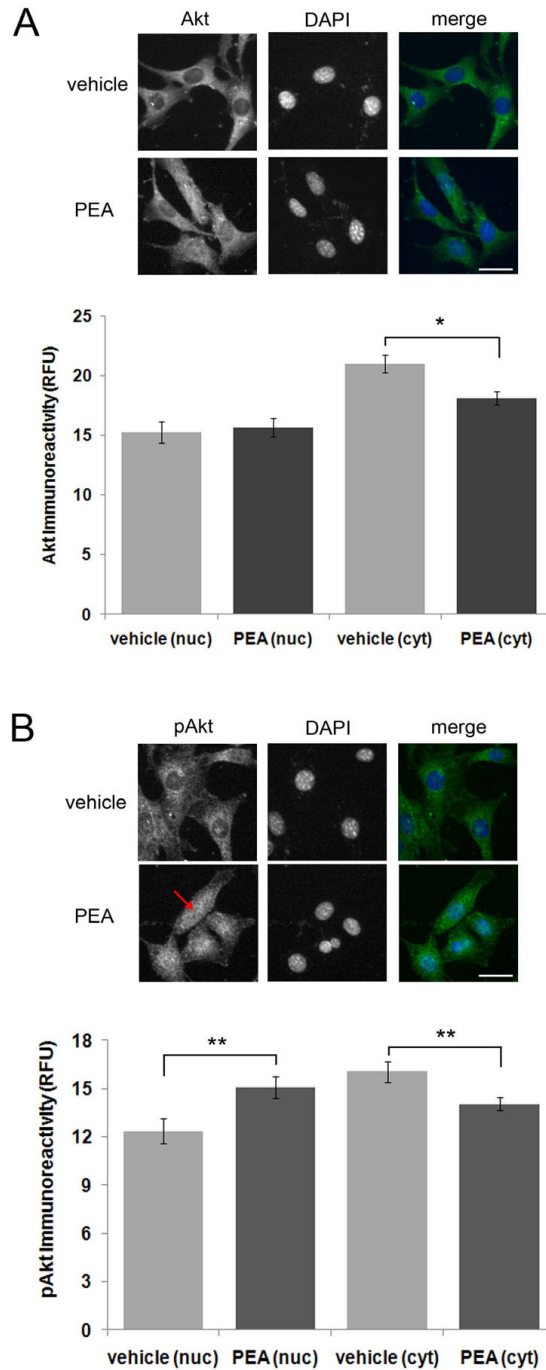 A
Akt DAPI merge
vehicle
PEA
Akt Immunoreactivity (RFU)
25
20
15
10
5
0
*
vehicle (nuc) PEA (nuc) vehicle (cyt) PEA (cyt)
B
pAkt DAPI merge
vehicle
PEA
pAkt Immunoreactivity (RFU)
18
15
12
9
6
3
0
** **
vehicle (nuc) PEA (nuc) vehicle (cyt) PEA (cyt)